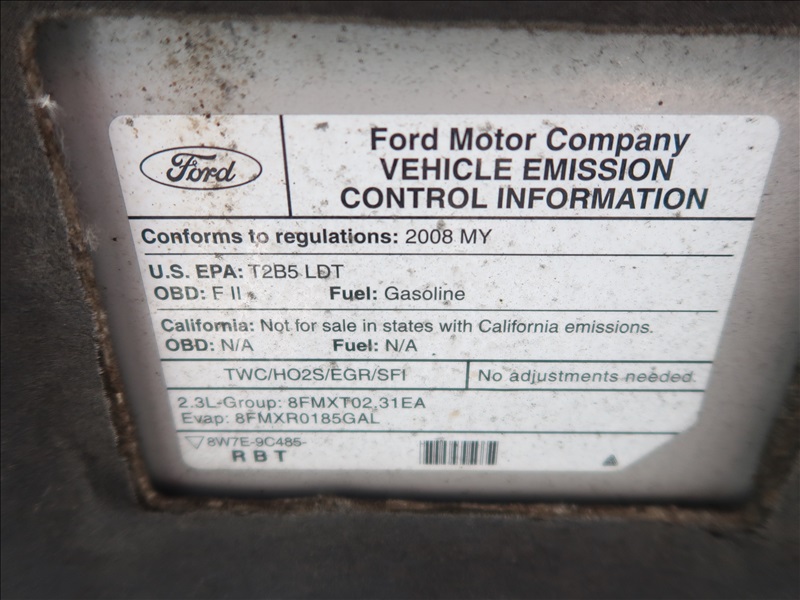 Ford
Ford Motor Company
VEHICLE EMISSION
CONTROL INFORMATION
Conforms to regulations: 2008 MY
U.S. EPA: T2B5 LDT
OBD: F II Fuel: Gasoline
California: Not for sale in states with California emissions.
OBD: N/A Fuel: N/A
TWC/HO2S/EGR/SFI No adjustments needed.
2.3L-Group: 8FMXT02.31EA
Evap: 8FMXR0185GAL
8W7E-9C485-
RBT